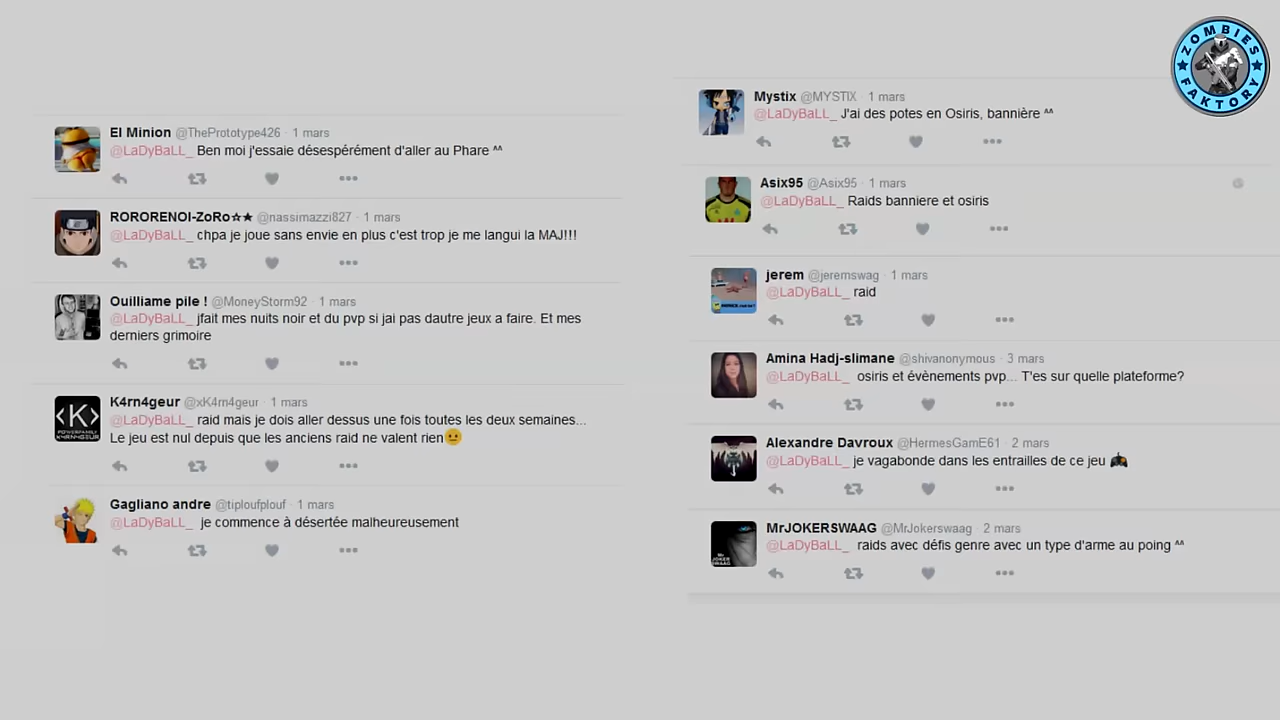 El Minion @ThePrototype426 · 1 mars
@LaDyBaLL_ Ben moi j'essaie désespérément d'aller au Phare ^^
RORORENOI-ZoRo☆★ @nassimazzi827 · 1 mars
@LaDyBaLL_ chpa je joue sans envie en plus c'est trop je me langui la MAJ!!!
Ouilliame pile ! @MoneyStorm92 · 1 mars
@LaDyBaLL_ jfait mes nuits noir et du pvp si jai pas dautre jeux a faire. Et mes
derniers grimoire
K4rn4geur @xK4rn4geur · 1 mars
@LaDyBaLL_ raid mais je dois aller dessus une fois toutes les deux semaines...
Le jeu est nul depuis que les anciens raid ne valent rien😐
<K>
POWERFAMILY
K4RN4GEUR
Gagliano andre @tiploufplouf · 1 mars
@LaDyBaLL_ je commence à désertée malheureusement
Mystix @MYSTIX · 1 mars
@LaDyBaLL_ J'ai des potes en Osiris, bannière ^^
Asix95 @Asix95 · 1 mars
@LaDyBaLL_ Raids banniere et osiris
jerem @jeremswag · 1 mars
@LaDyBaLL_ raid
Amina Hadj-slimane @shivanonymous · 3 mars
@LaDyBaLL_ osiris et évènements pvp... T'es sur quelle plateforme?
Alexandre Davroux @HermesGamE61 · 2 mars
@LaDyBaLL_ je vagabonde dans les entrailles de ce jeu 🎮
MrJOKERSWAAG @MrJokerswaag · 2 mars
@LaDyBaLL_ raids avec défis genre avec un type d'arme au poing ^^
Mr
JOKER
SWAAG
ZOMBIES
FAKTORY